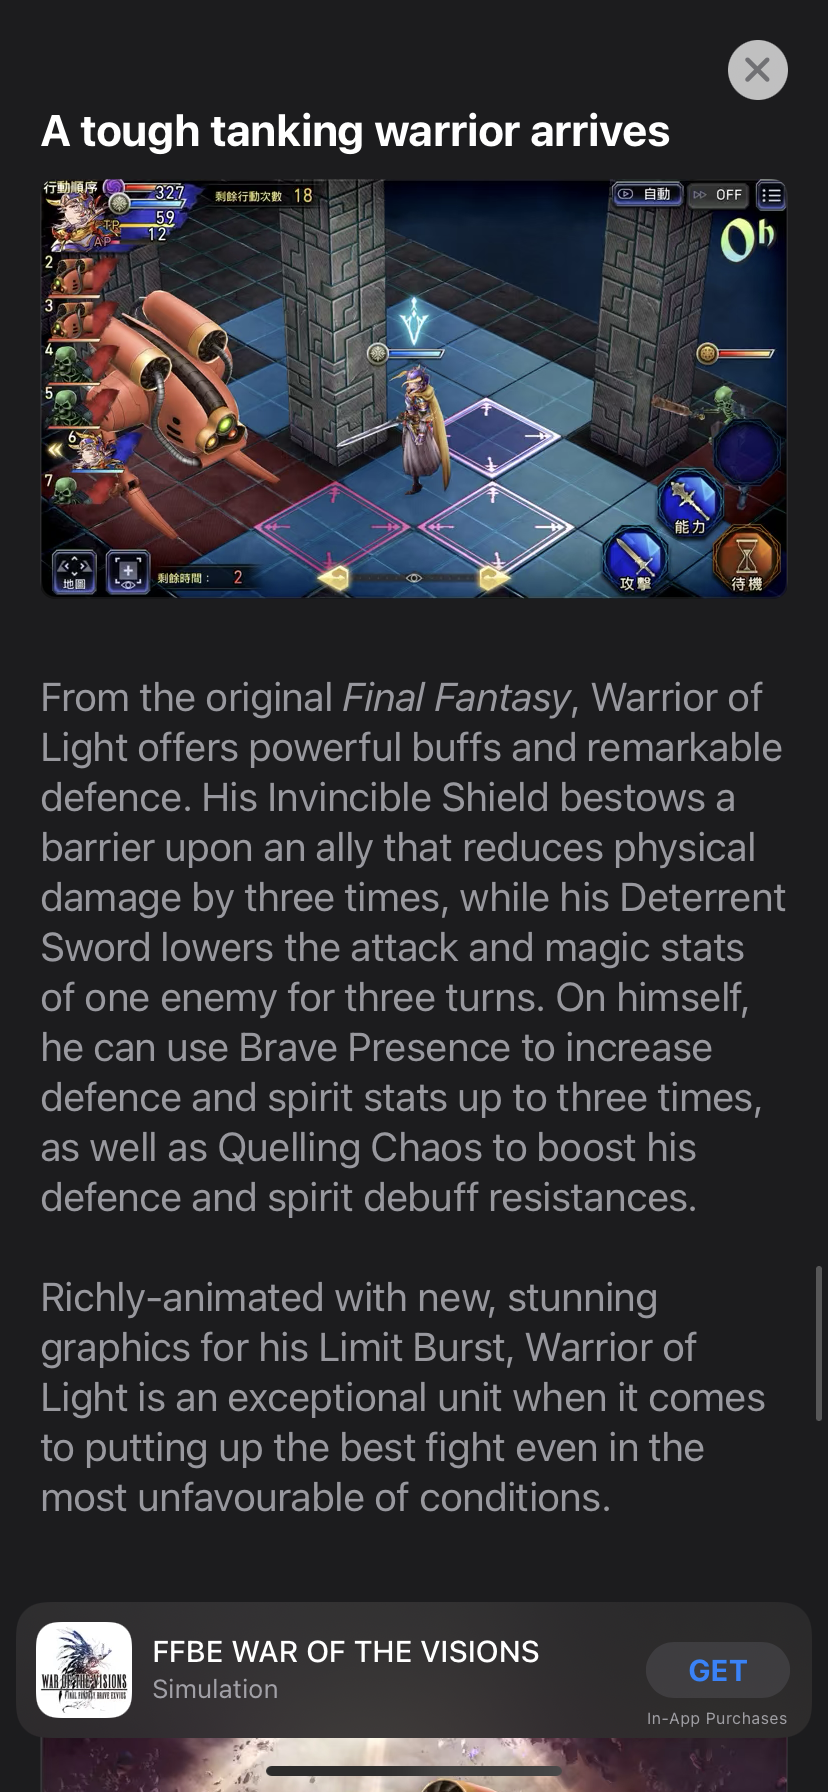 A tough tanking warrior arrives
行動順序
327
剩餘行動次數 18
自動
OFF
59
TP
12
AP
0h
2
3
4
5
6
7
能力
地圖
剩餘時間： 2
攻擊
待機
From the original Final Fantasy, Warrior of
Light offers powerful buffs and remarkable
defence. His Invincible Shield bestows a
barrier upon an ally that reduces physical
damage by three times, while his Deterrent
Sword lowers the attack and magic stats
of one enemy for three turns. On himself,
he can use Brave Presence to increase
defence and spirit stats up to three times,
as well as Quelling Chaos to boost his
defence and spirit debuff resistances.
Richly-animated with new, stunning
graphics for his Limit Burst, Warrior of
Light is an exceptional unit when it comes
to putting up the best fight even in the
most unfavourable of conditions.
WAR OF THE VISIONS
FINAL FANTASY BRAVE EXVIUS
FFBE WAR OF THE VISIONS
Simulation
GET
In-App Purchases